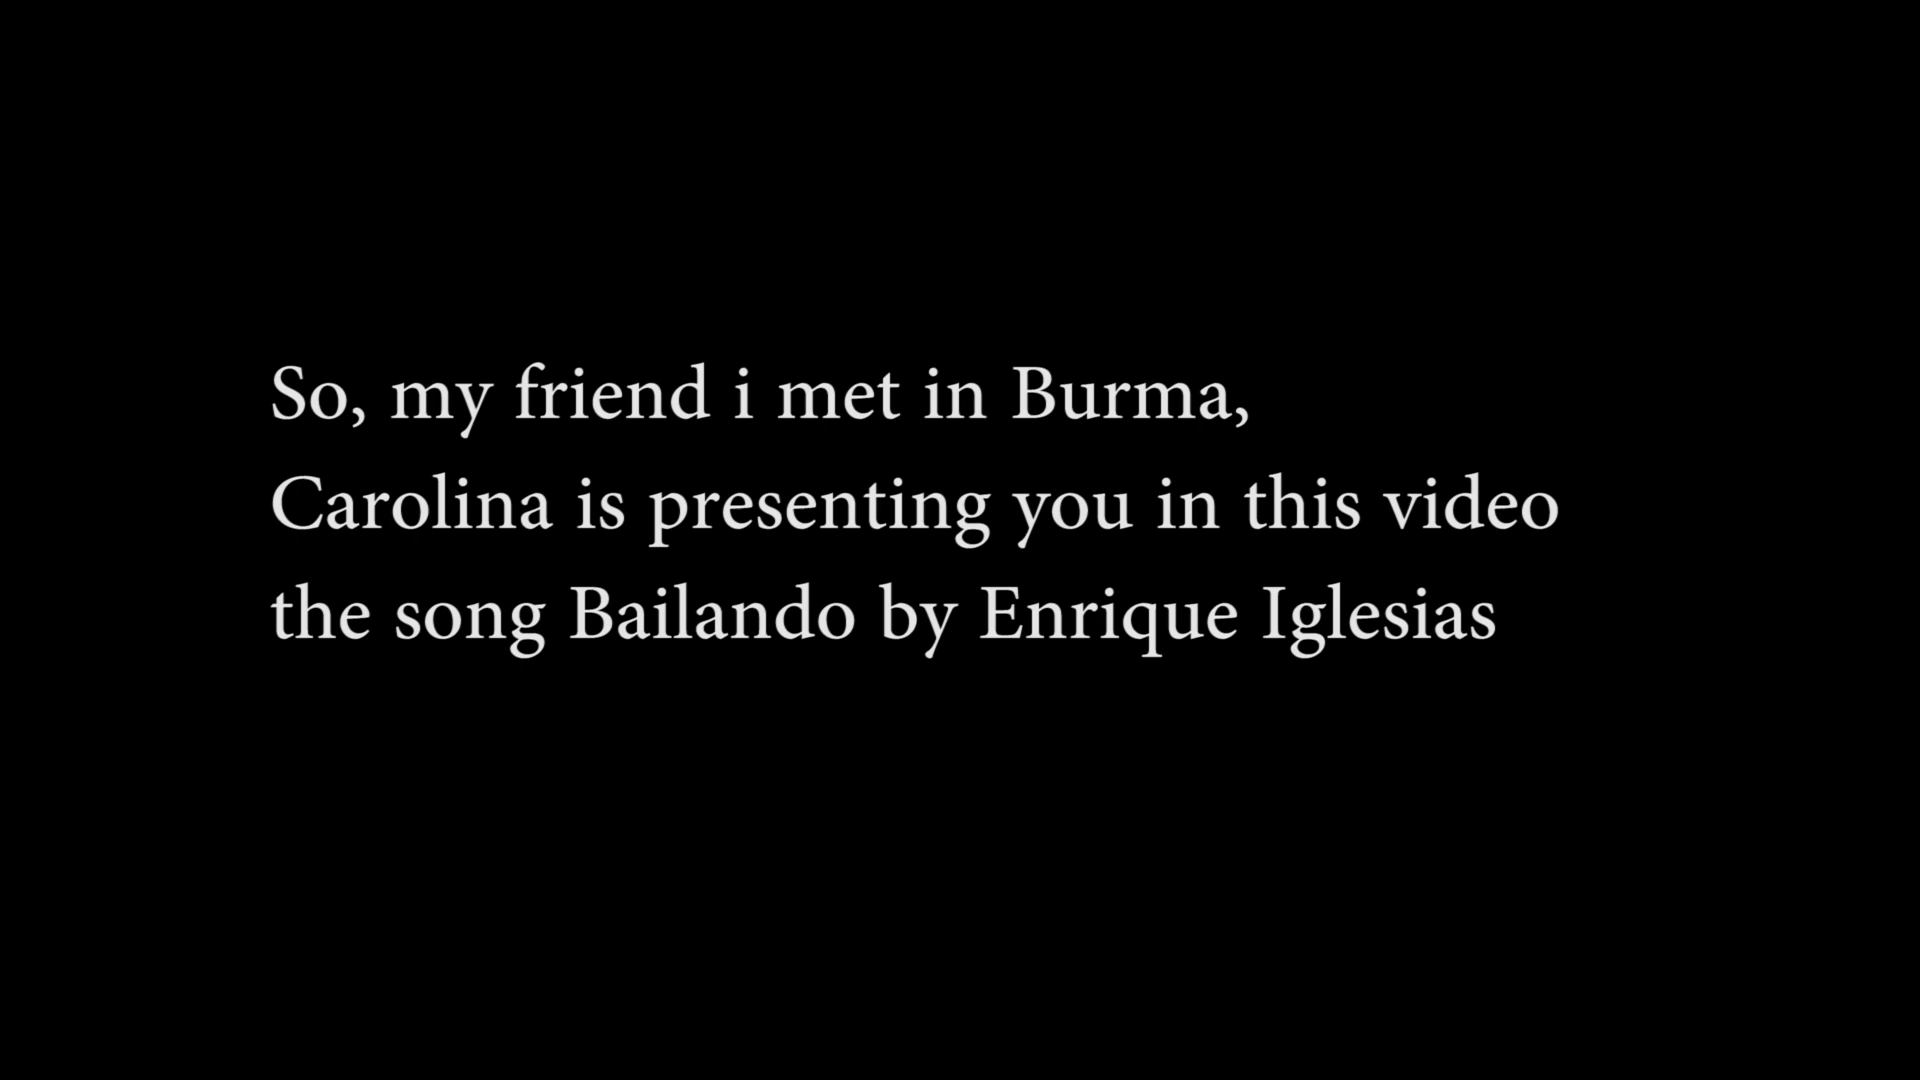 So, my friend i met in Burma,
Carolina is presenting you in this video
the song Bailando by Enrique Iglesias